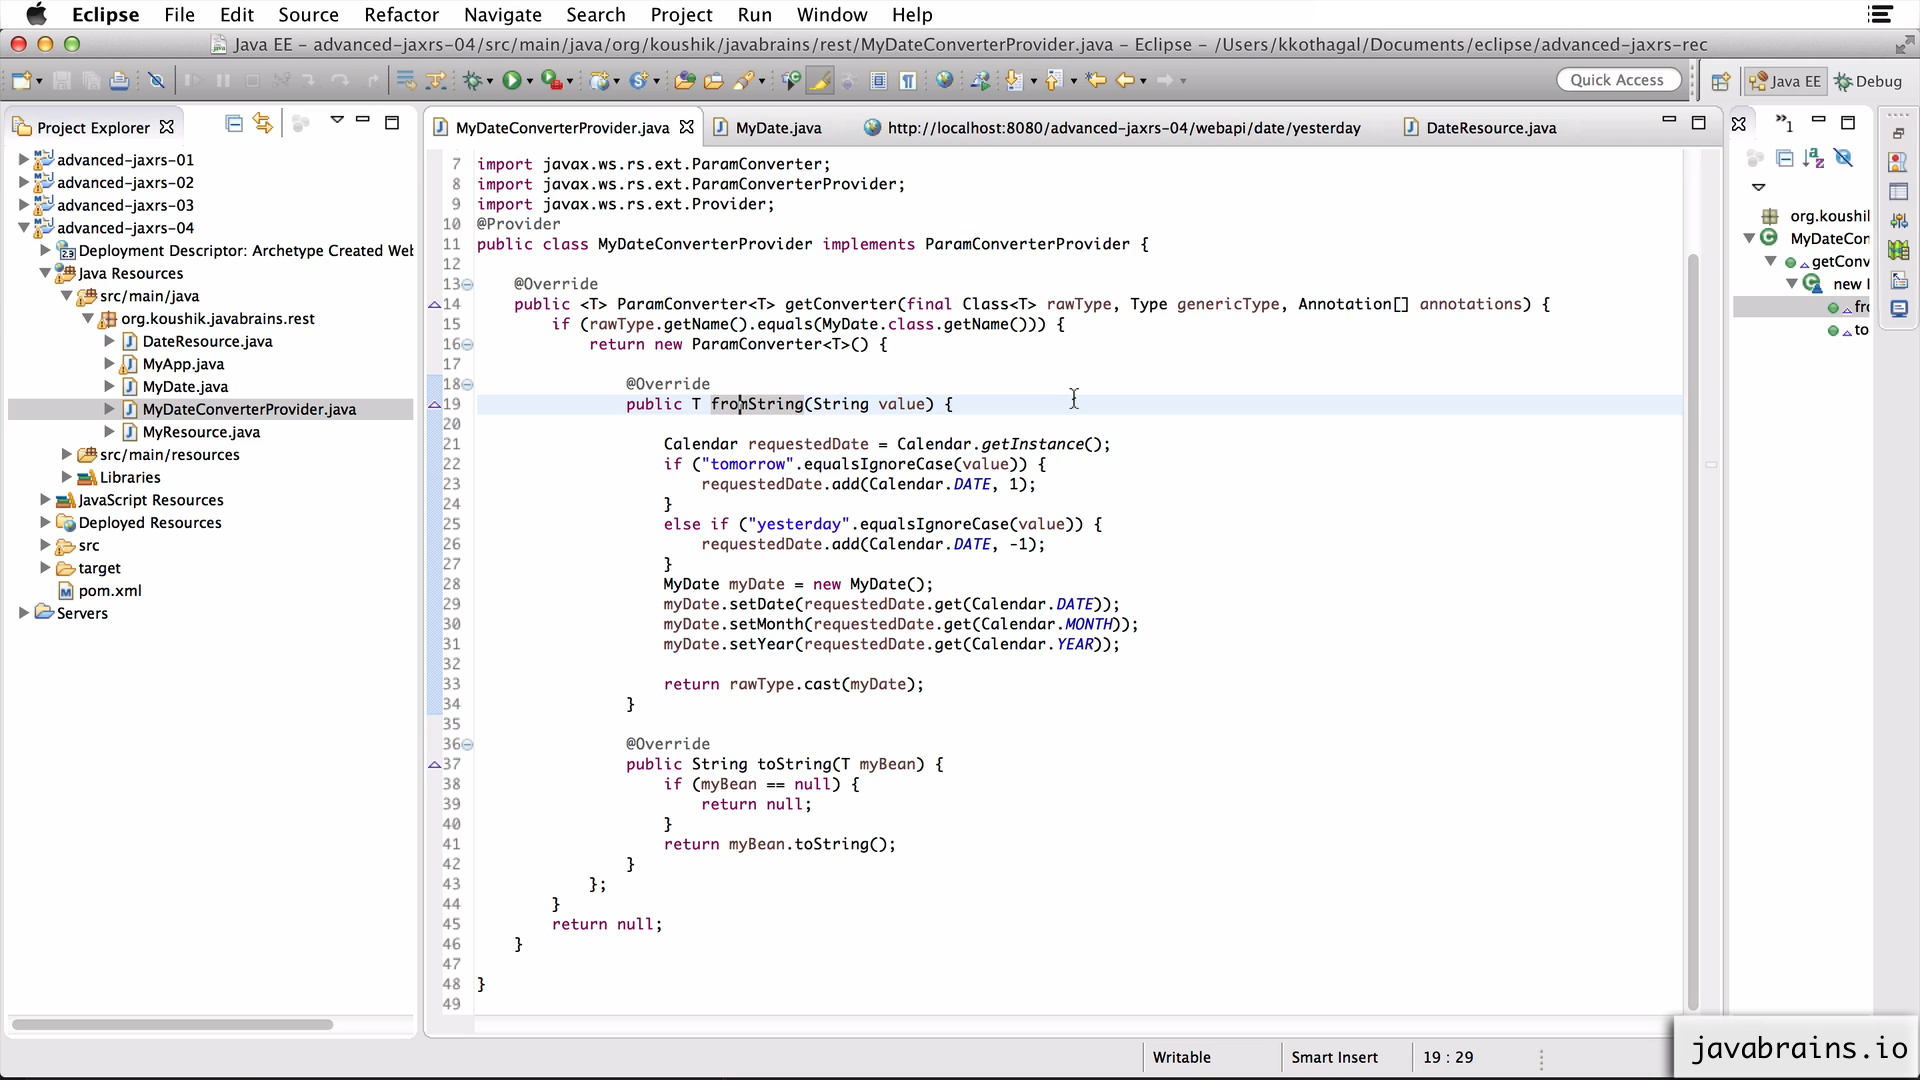 Eclipse File Edit Source Refactor Navigate Search Project Run Window Help
Java EE – advanced-jaxrs-04/src/main/java/org/koushik/javabrains/rest/MyDateConverterProvider.java – Eclipse – /Users/kkothagal/Documents/eclipse/advanced-jaxrs-rec
Quick Access Java EE Debug
Project Explorer
advanced-jaxrs-01
advanced-jaxrs-02
advanced-jaxrs-03
advanced-jaxrs-04
Deployment Descriptor: Archetype Created Web
Java Resources
src/main/java
org.koushik.javabrains.rest
DateResource.java
MyApp.java
MyDate.java
MyDateConverterProvider.java
MyResource.java
src/main/resources
Libraries
JavaScript Resources
Deployed Resources
src
target
pom.xml
Servers
MyDateConverterProvider.java MyDate.java http://localhost:8080/advanced-jaxrs-04/webapi/date/yesterday DateResource.java
7 import javax.ws.rs.ext.ParamConverter;
8 import javax.ws.rs.ext.ParamConverterProvider;
9 import javax.ws.rs.ext.Provider;
10 @Provider
11 public class MyDateConverterProvider implements ParamConverterProvider {
12
13 @Override
14 public <T> ParamConverter<T> getConverter(final Class<T> rawType, Type genericType, Annotation[] annotations) {
15 if (rawType.getName().equals(MyDate.class.getName())) {
16 return new ParamConverter<T>() {
17
18 @Override
19 public T fromString(String value) {
20
21 Calendar requestedDate = Calendar.getInstance();
22 if ("tomorrow".equalsIgnoreCase(value)) {
23 requestedDate.add(Calendar.DATE, 1);
24 }
25 else if ("yesterday".equalsIgnoreCase(value)) {
26 requestedDate.add(Calendar.DATE, -1);
27 }
28 MyDate myDate = new MyDate();
29 myDate.setDate(requestedDate.get(Calendar.DATE));
30 myDate.setMonth(requestedDate.get(Calendar.MONTH));
31 myDate.setYear(requestedDate.get(Calendar.YEAR));
32
33 return rawType.cast(myDate);
34 }
35
36 @Override
37 public String toString(T myBean) {
38 if (myBean == null) {
39 return null;
40 }
41 return myBean.toString();
42 }
43 };
44 }
45 return null;
46 }
47
48 }
49
»1
org.koushil
MyDateCon
getConv
new I
fro
to
Writable Smart Insert 19 : 29
javabrains.io